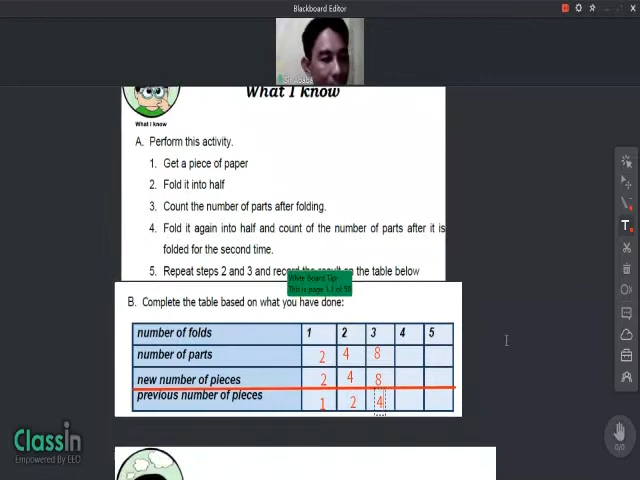 Blackboard Editor
What I know
What I know
A. Perform this activity.
1. Get a piece of paper
2. Fold it into half
3. Count the number of parts after folding.
4. Fold it again into half and count of the number of parts after it is
folded for the second time.
5. Repeat steps 2 and 3 and record the result on the table below
White Board Tip:
B. Complete the table based on what you have done:
number of folds 1 2 3 4 5
number of parts 2 4 8
new number of pieces 2 4 8
previous number of pieces 1 2 4
ClassIn
Empowered By EEO
0/0
T